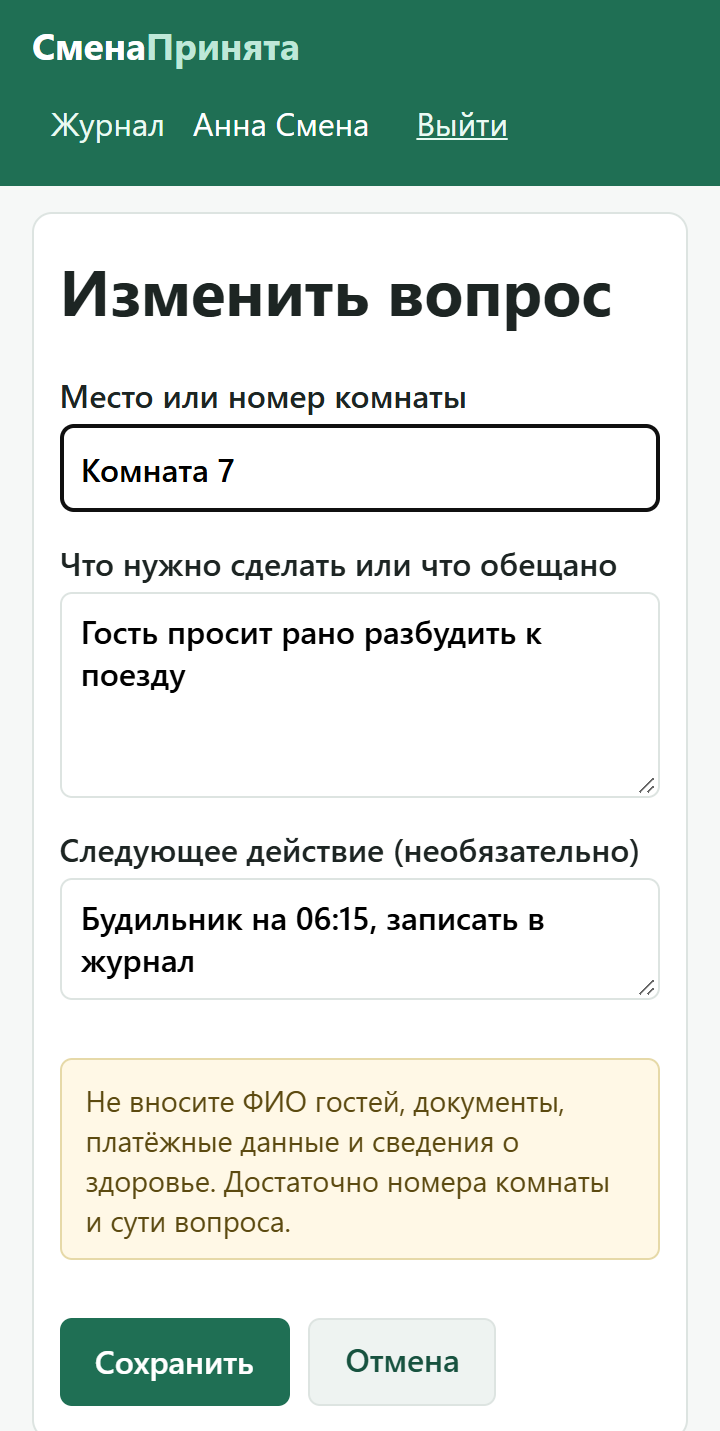 СменаПринята
Журнал Анна Смена Выйти
Изменить вопрос
Место или номер комнаты
Комната 7
Что нужно сделать или что обещано
Гость просит рано разбудить к
поезду
Следующее действие (необязательно)
Будильник на 06:15, записать в
журнал
Не вносите ФИО гостей, документы,
платёжные данные и сведения о
здоровье. Достаточно номера комнаты
и сути вопроса.
Сохранить Отмена